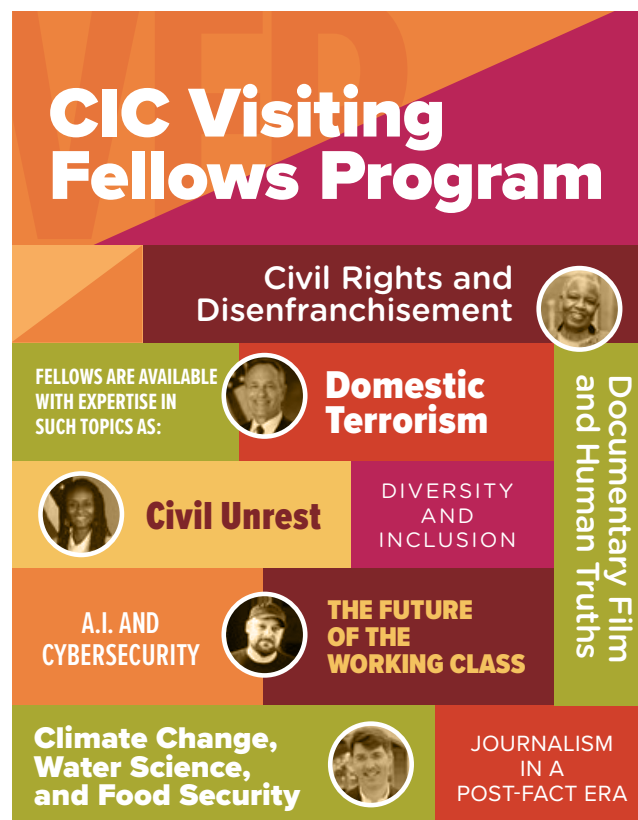 VFP
CIC Visiting
Fellows Program
Civil Rights and
Disenfranchisement
FELLOWS ARE AVAILABLE
WITH EXPERTISE IN
SUCH TOPICS AS:
Domestic
Terrorism
Documentary Film
and Human Truths
Civil Unrest
DIVERSITY
AND
INCLUSION
A.I. AND
CYBERSECURITY
THE FUTURE
OF THE
WORKING CLASS
Climate Change,
Water Science,
and Food Security
JOURNALISM
IN A
POST-FACT ERA